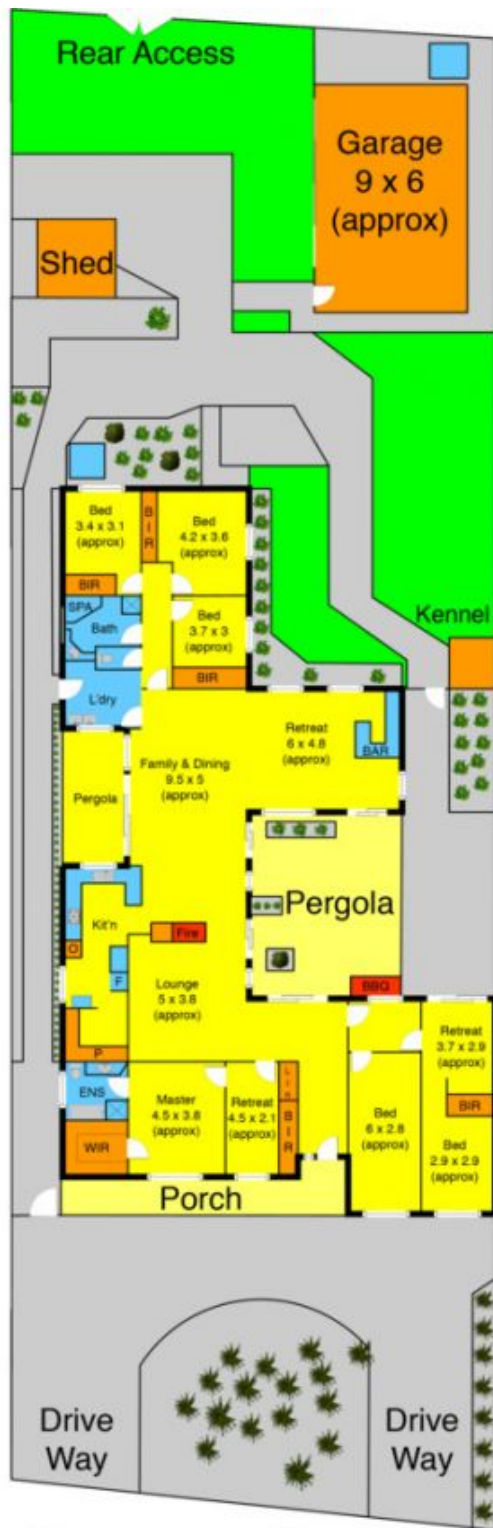 Rear Access
Garage
9 x 6
(approx)
Shed
Bed
3.4 x 3.1
(approx)
B
I
R
Bed
4.2 x 3.6
(approx)
BIR
SPA
Bath
Bed
3.7 x 3
(approx)
Kennel
BIR
L'dry
Retreat
6 x 4.8
(approx)
BAR
Family & Dining
9.5 x 5
(approx)
Pergola
Pergola
Kit'n
O
Fire
F
Lounge
5 x 3.8
(approx)
BBQ
P
Retreat
3.7 x 2.9
(approx)
ENS
Master
4.5 x 3.8
(approx)
Retreat
4.5 x 2.1
(approx)
L
i
n
B
I
R
Bed
6 x 2.8
(approx)
BIR
WIR
Bed
2.9 x 2.9
(approx)
Porch
Drive
Way
Drive
Way